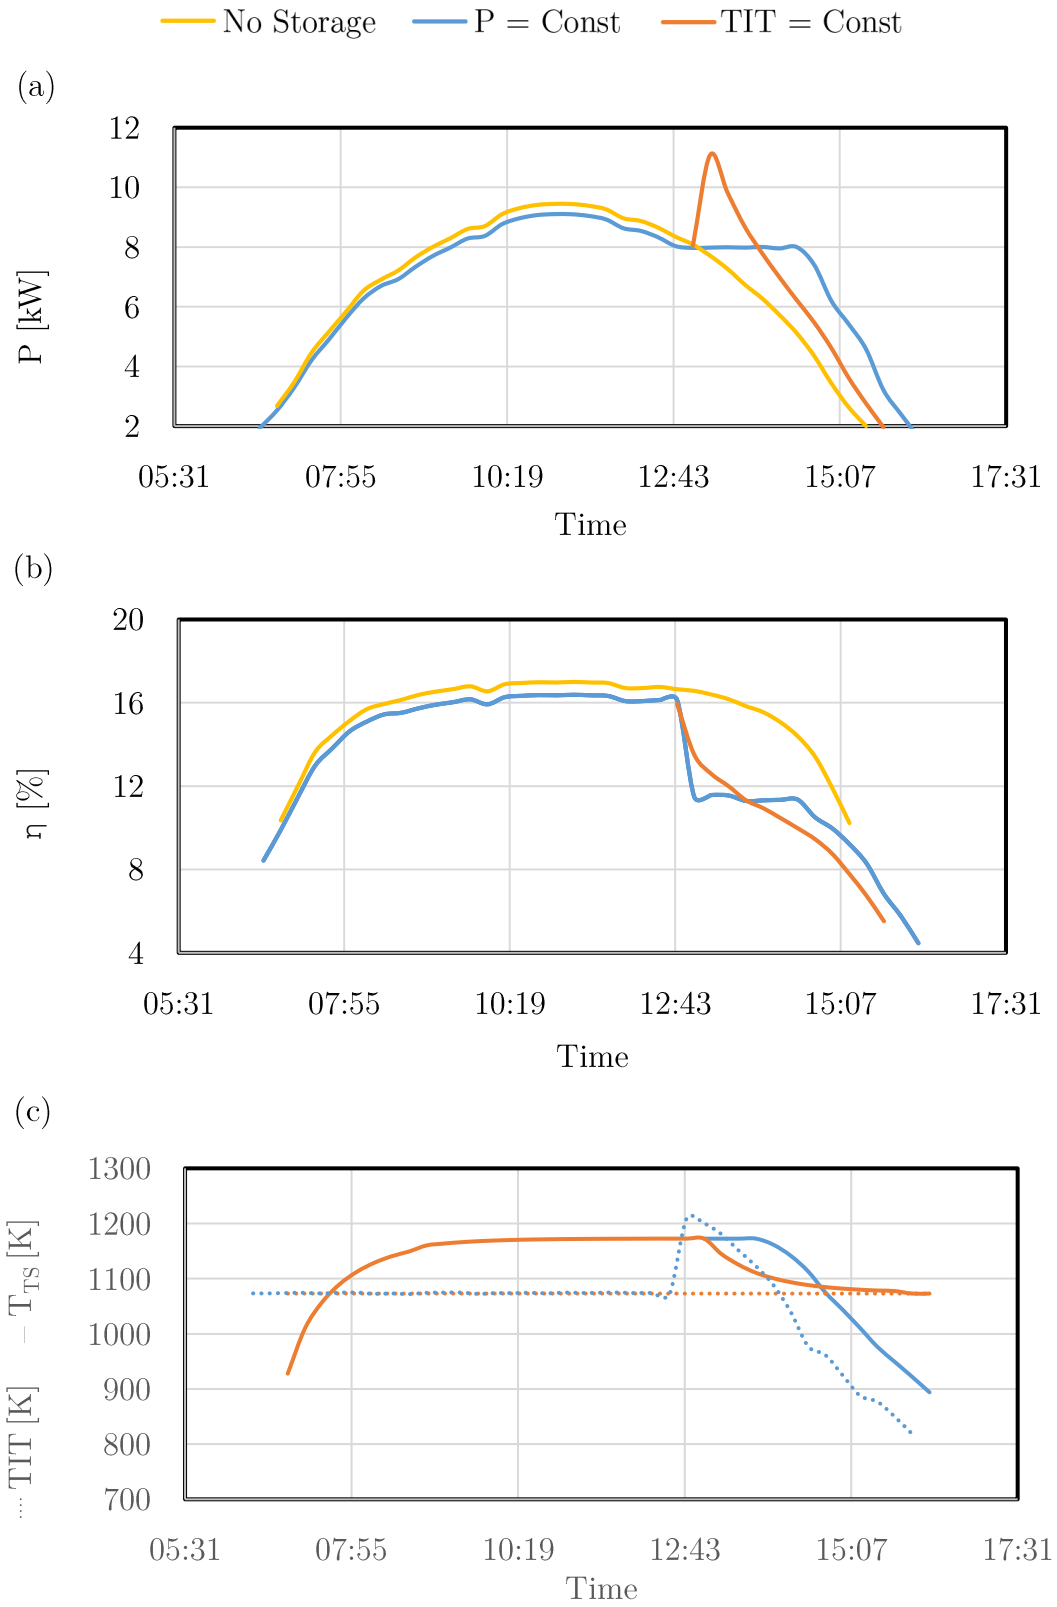 No Storage P = Const TIT = Const
(a)
12
10
8
6
4
2
P [kW]
05:31 07:55 10:19 12:43 15:07 17:31
Time
(b)
20
16
12
8
4
η [%]
05:31 07:55 10:19 12:43 15:07 17:31
Time
(c)
1300
1200
1100
1000
900
800
700
.... TIT [K] – T_TS [K]
05:31 07:55 10:19 12:43 15:07 17:31
Time